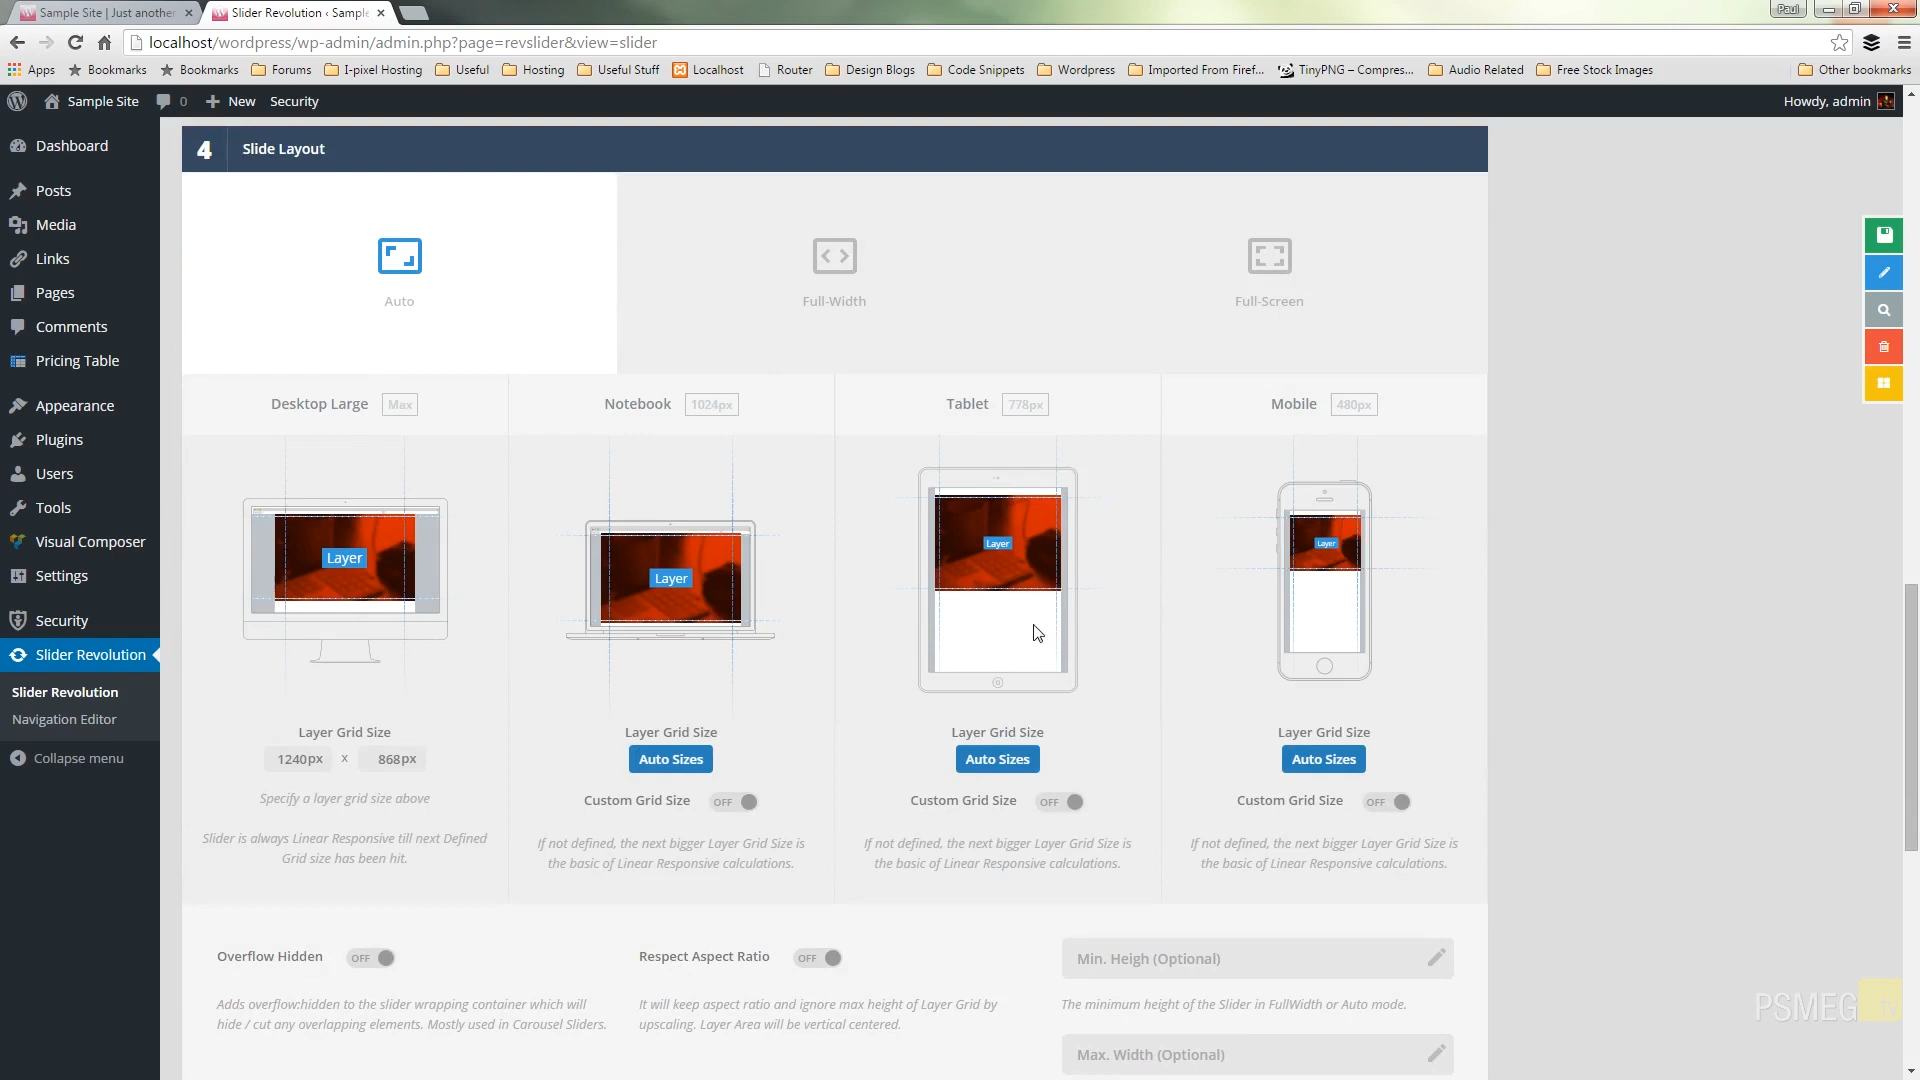 Sample Site | Just another
Slider Revolution ‹ Sample
Paul
localhost/wordpress/wp-admin/admin.php?page=revslider&view=slider
Apps
Bookmarks
Bookmarks
Forums
I-pixel Hosting
Useful
Hosting
Useful Stuff
Localhost
Router
Design Blogs
Code Snippets
Wordpress
Imported From Firef...
TinyPNG – Compres...
Audio Related
Free Stock Images
Other bookmarks
Sample Site
0
New
Security
Howdy, admin
Dashboard
Posts
Media
Links
Pages
Comments
Pricing Table
Appearance
Plugins
Users
Tools
Visual Composer
Settings
Security
Slider Revolution
Slider Revolution
Navigation Editor
Collapse menu
4 Slide Layout
Auto
Full-Width
Full-Screen
Desktop Large Max
Notebook 1024px
Tablet 778px
Mobile 480px
Layer
Layer
Layer
Layer
Layer Grid Size
1240px x 868px
Specify a layer grid size above
Slider is always Linear Responsive till next Defined
Grid size has been hit.
Layer Grid Size
Auto Sizes
Custom Grid Size OFF
If not defined, the next bigger Layer Grid Size is
the basic of Linear Responsive calculations.
Layer Grid Size
Auto Sizes
Custom Grid Size OFF
If not defined, the next bigger Layer Grid Size is
the basic of Linear Responsive calculations.
Layer Grid Size
Auto Sizes
Custom Grid Size OFF
If not defined, the next bigger Layer Grid Size is
the basic of Linear Responsive calculations.
Overflow Hidden OFF
Adds overflow:hidden to the slider wrapping container which will
hide / cut any overlapping elements. Mostly used in Carousel Sliders.
Respect Aspect Ratio OFF
It will keep aspect ratio and ignore max height of Layer Grid by
upscaling. Layer Area will be vertical centered.
Min. Heigh (Optional)
The minimum height of the Slider in FullWidth or Auto mode.
Max. Width (Optional)
PSMEG